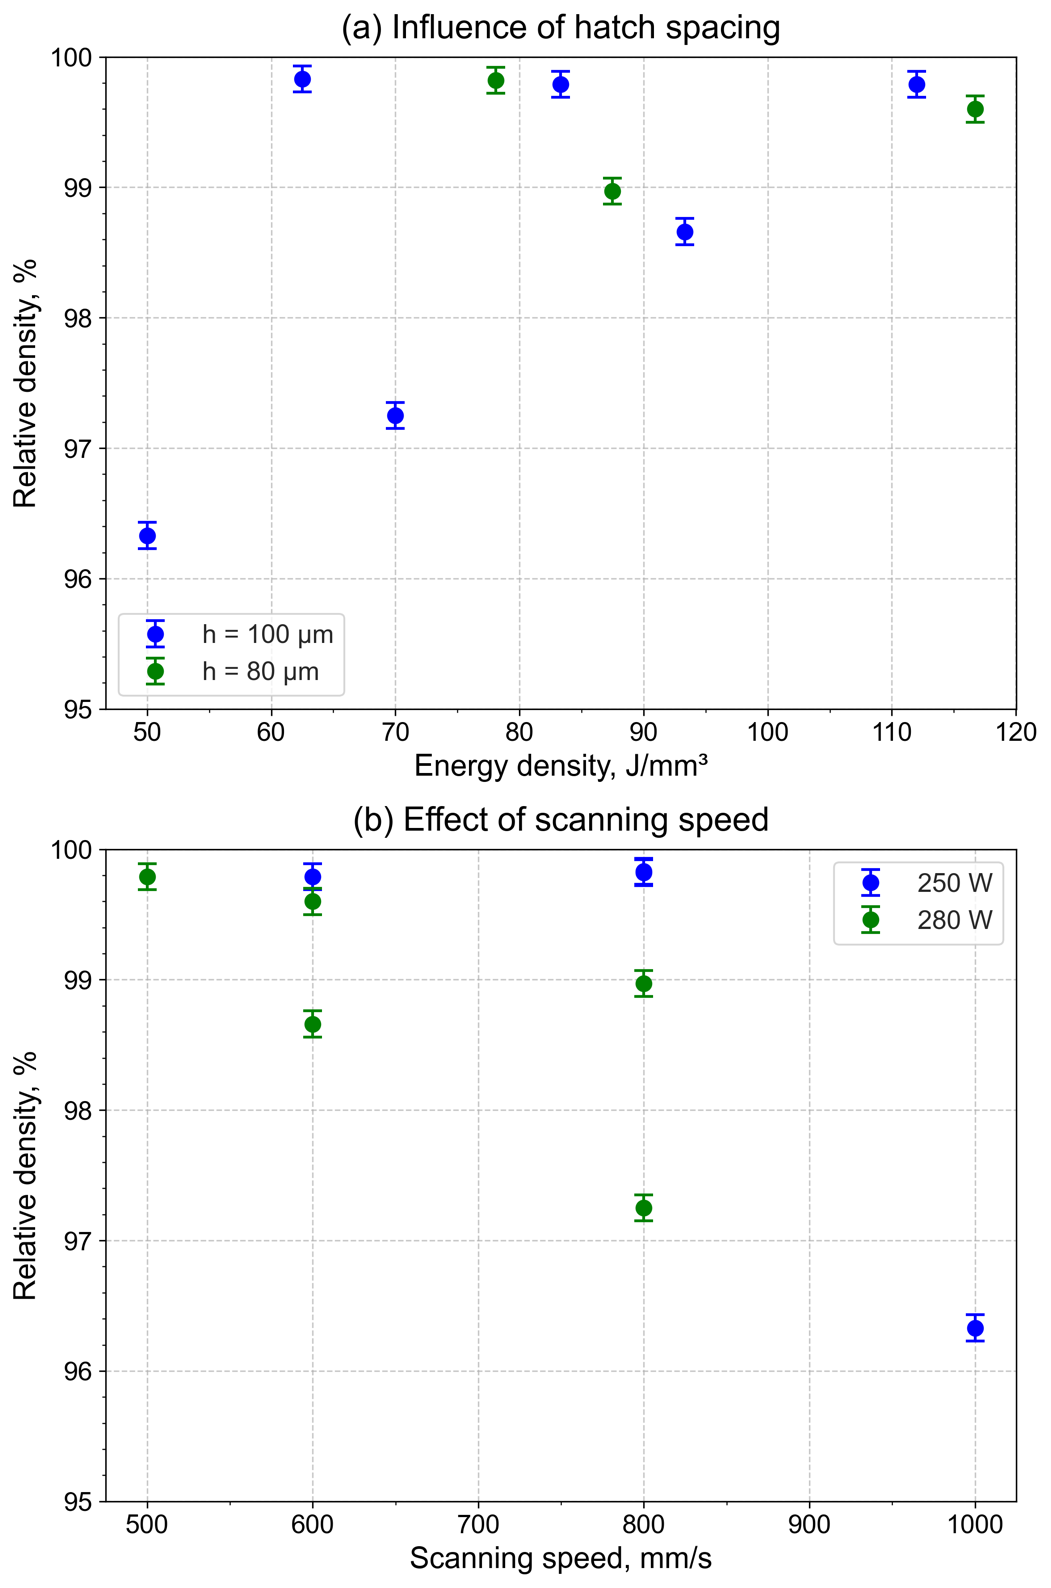 (a) Influence of hatch spacing
100
99
98
97
96
95
Relative density, %
h = 100 μm
h = 80 μm
50 60 70 80 90 100 110 120
Energy density, J/mm³
(b) Effect of scanning speed
100
99
98
97
96
95
Relative density, %
250 W
280 W
500 600 700 800 900 1000
Scanning speed, mm/s